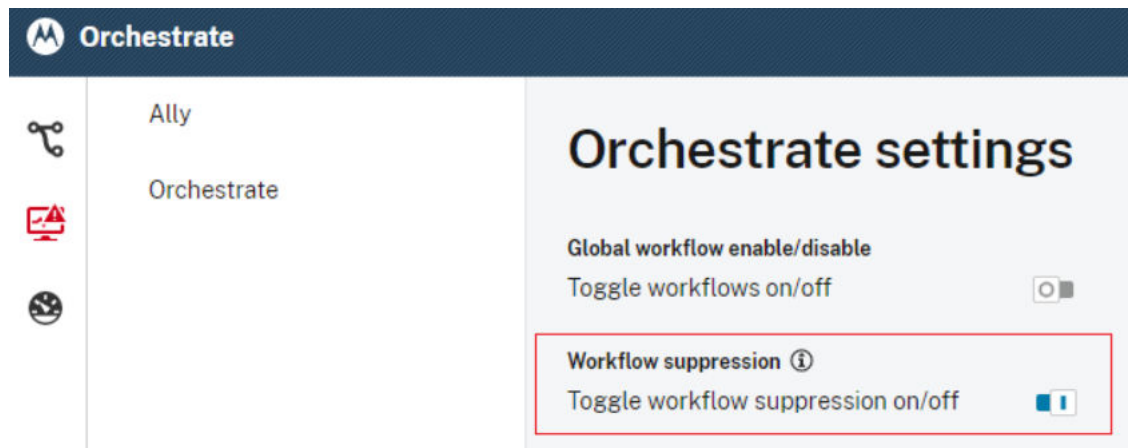 Orchestrate
Ally
Orchestrate
Orchestrate settings
Global workflow enable/disable
Toggle workflows on/off
Workflow suppression
Toggle workflow suppression on/off